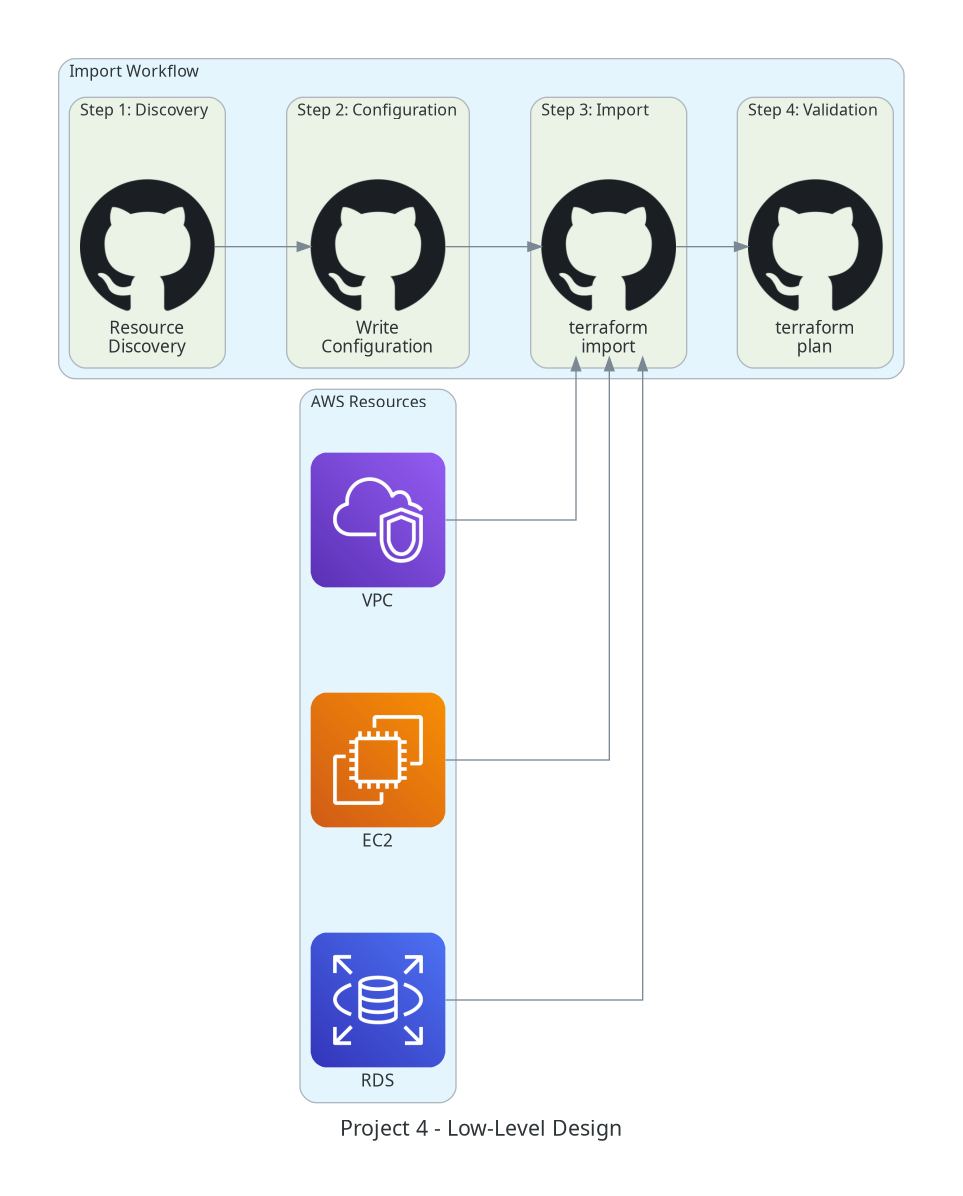 Import Workflow
Step 1: Discovery
Step 2: Configuration
Step 3: Import
Step 4: Validation
Resource
Discovery
Write
Configuration
terraform
import
terraform
plan
AWS Resources
VPC
EC2
RDS
Project 4 - Low-Level Design